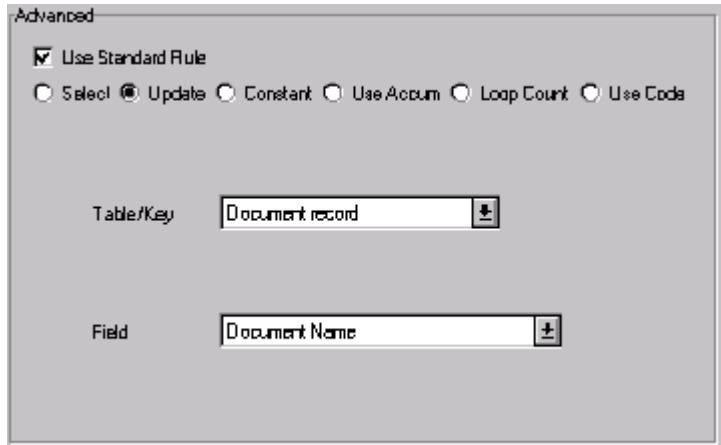 Advanced
Use Standard Rule
Select Update Constant Use Accum Loop Count Use Code
Table/Key Document record
Field Document Name